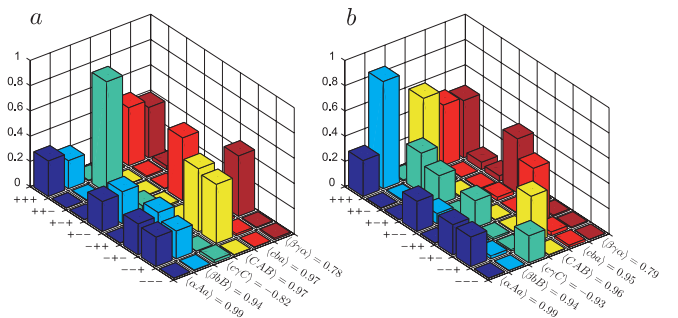 a
1
0.8
0.6
0.4
0.2
0
+++
++−
+−+
+−−
−++
−+−
−−+
−−−
⟨αAa⟩ = 0.99
⟨βbB⟩ = 0.94
⟨cγC⟩ = −0.82
⟨CAB⟩ = 0.97
⟨cba⟩ = 0.97
⟨βγα⟩ = 0.78
b
1
0.8
0.6
0.4
0.2
0
+++
++−
+−+
+−−
−++
−+−
−−+
−−−
⟨αAa⟩ = 0.99
⟨βbB⟩ = 0.94
⟨cγC⟩ = −0.93
⟨CAB⟩ = 0.96
⟨cba⟩ = 0.95
⟨βγα⟩ = 0.79